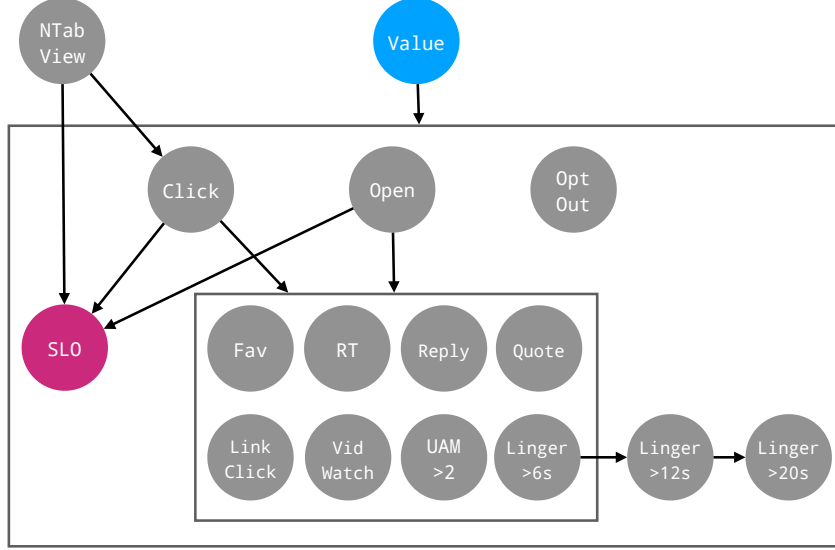 NTab
View
Value
Click
Open
Opt
Out
SLO
Fav
RT
Reply
Quote
Link
Click
Vid
Watch
UAM
>2
Linger
>6s
Linger
>12s
Linger
>20s